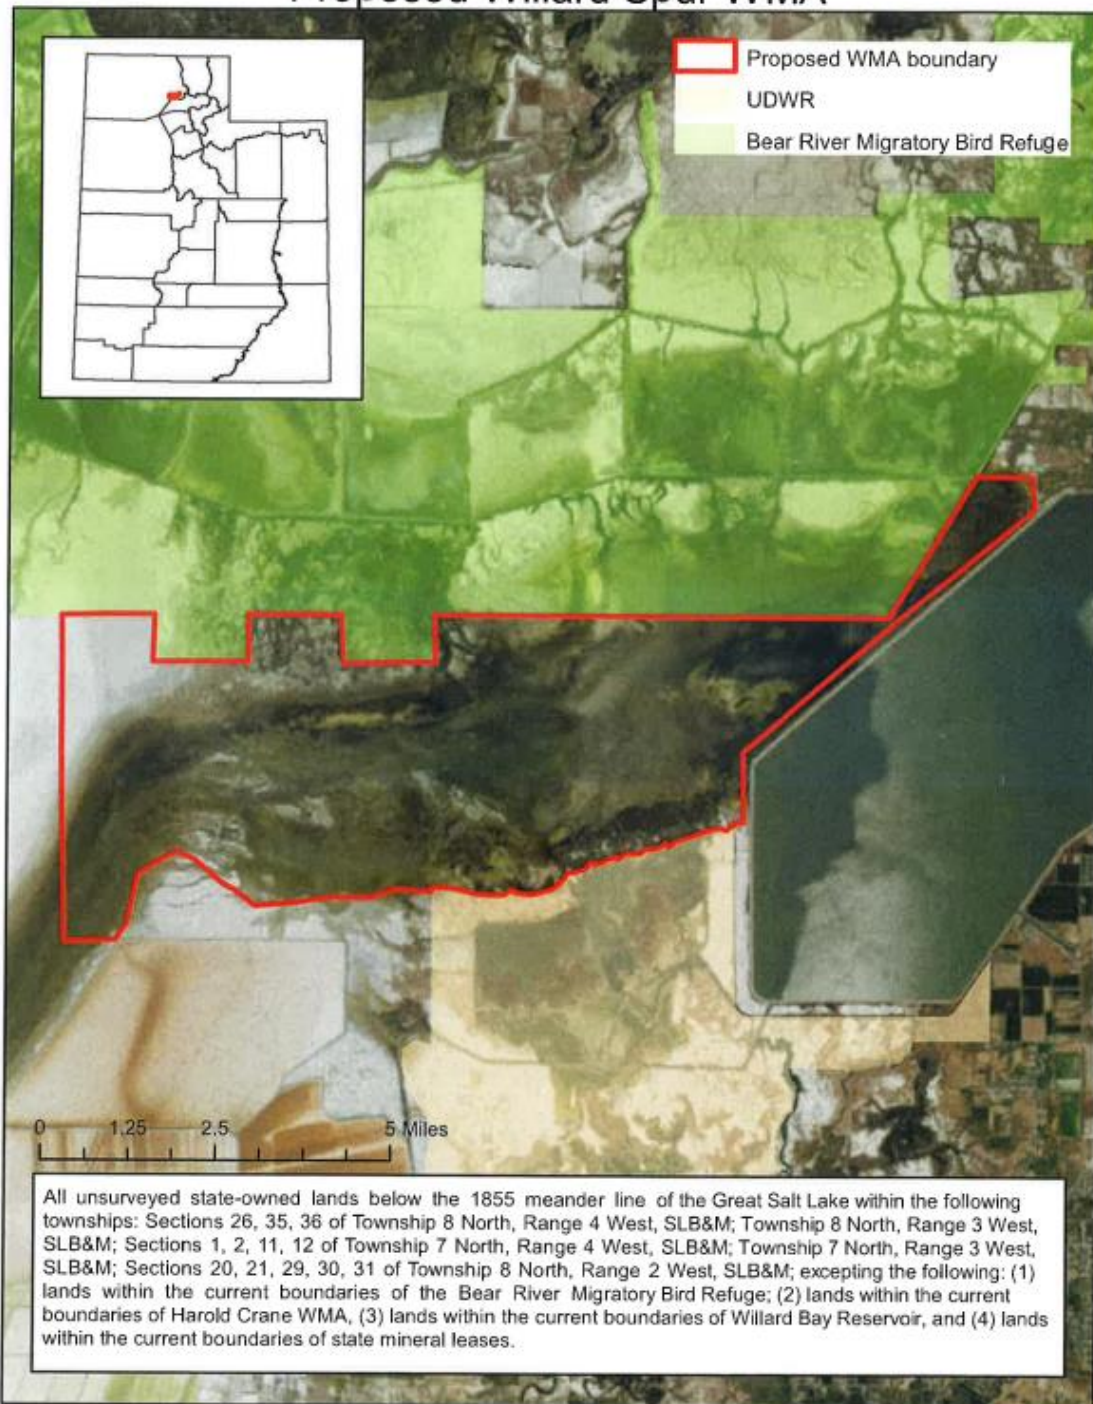 Proposed Willard Spur WMA
Proposed WMA boundary
UDWR
Bear River Migratory Bird Refuge
0 1.25 2.5 5 Miles
All unsurveyed state-owned lands below the 1855 meander line of the Great Salt Lake within the following
townships: Sections 26, 35, 36 of Township 8 North, Range 4 West, SLB&M; Township 8 North, Range 3 West,
SLB&M; Sections 1, 2, 11, 12 of Township 7 North, Range 4 West, SLB&M; Township 7 North, Range 3 West,
SLB&M; Sections 20, 21, 29, 30, 31 of Township 8 North, Range 2 West, SLB&M; excepting the following: (1)
lands within the current boundaries of the Bear River Migratory Bird Refuge; (2) lands within the current
boundaries of Harold Crane WMA, (3) lands within the current boundaries of Willard Bay Reservoir, and (4) lands
within the current boundaries of state mineral leases.